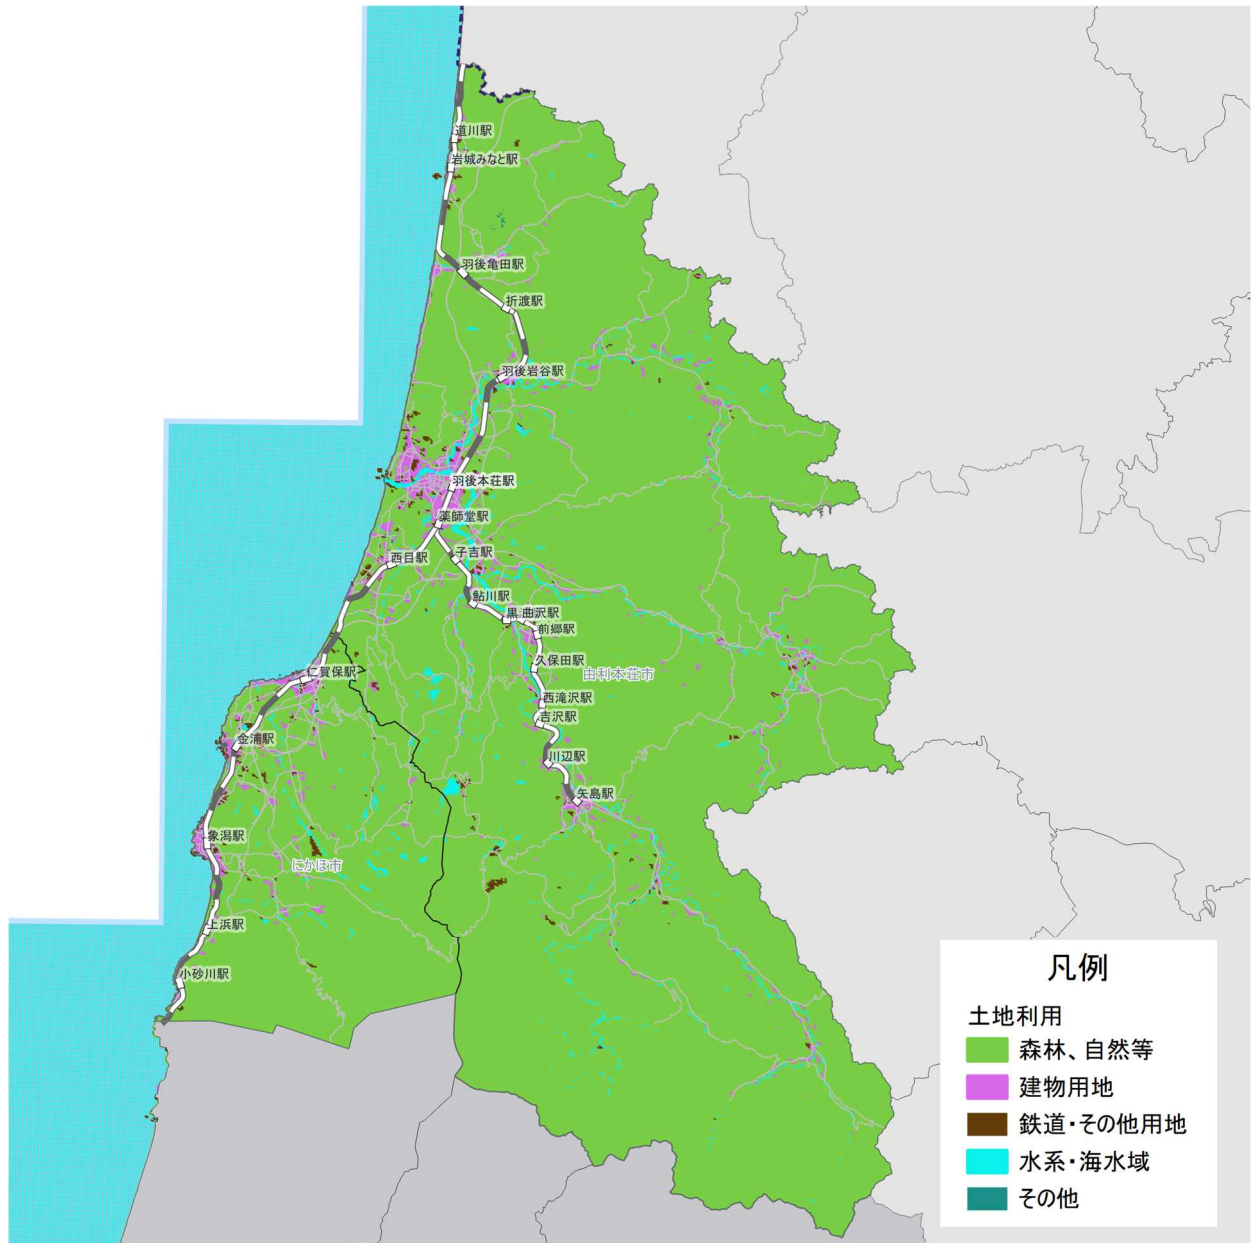 道川駅
岩城みなと駅
羽後亀田駅
折渡駅
羽後岩谷駅
羽後本荘駅
薬師堂駅
子吉駅
西目駅
鮎川駅
黒 曲沢駅
前郷駅
久保田駅
由利本荘市
仁賀保駅
西滝沢駅
吉沢駅
金浦駅
川辺駅
矢島駅
象潟駅
にかほ市
上浜駅
小砂川駅
凡例
土地利用
森林、自然等
建物用地
鉄道・その他用地
水系・海水域
その他